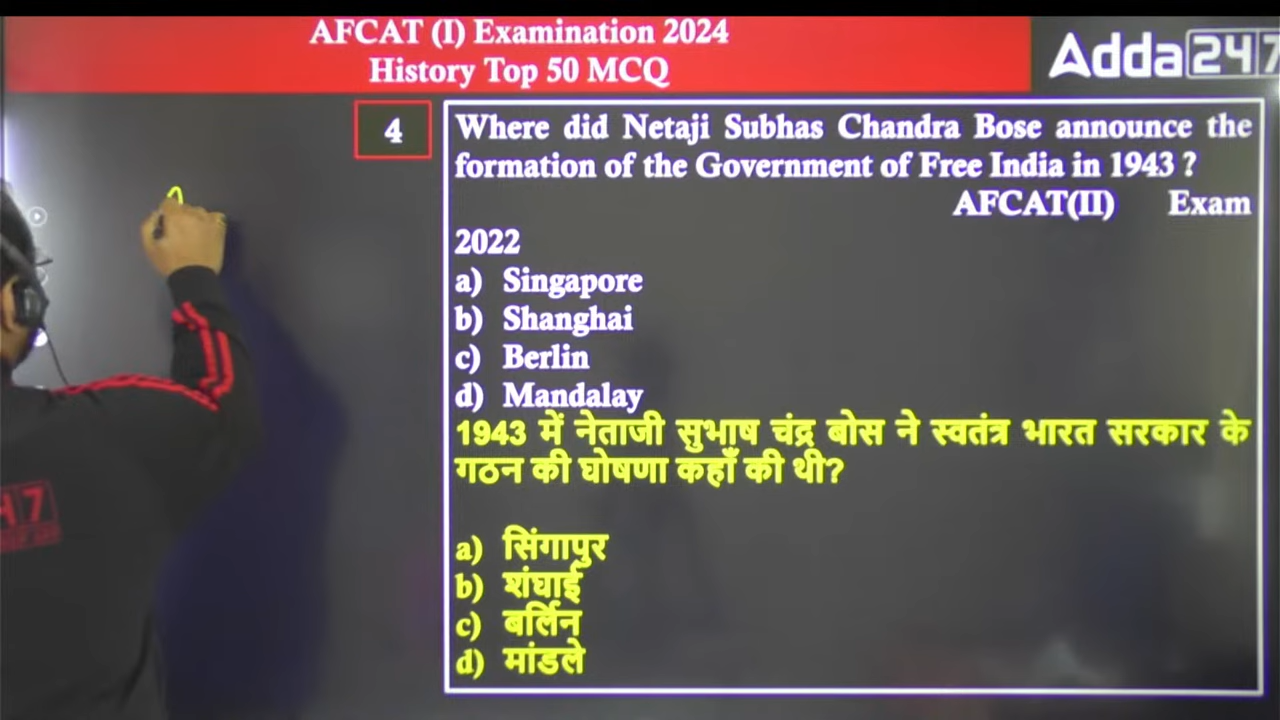 AFCAT (I) Examination 2024
History Top 50 MCQ
Adda247
4
Where did Netaji Subhas Chandra Bose announce the
formation of the Government of Free India in 1943 ?
AFCAT(II) Exam
2022
a) Singapore
b) Shanghai
c) Berlin
d) Mandalay
1943 में नेताजी सुभाष चंद्र बोस ने स्वतंत्र भारत सरकार के
गठन की घोषणा कहाँ की थी?
a) सिंगापुर
b) शंघाई
c) बर्लिन
d) मांडले